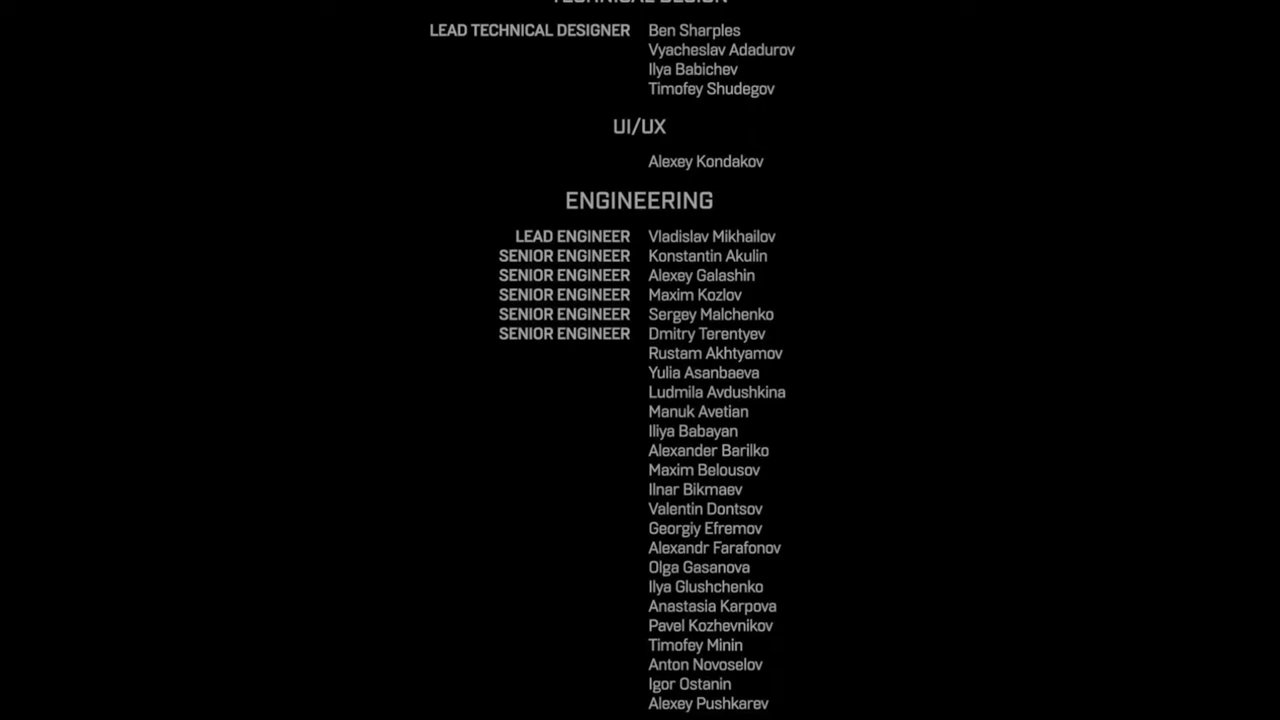 TECHNICAL DESIGN
LEAD TECHNICAL DESIGNER Ben Sharples
Vyacheslav Adadurov
Ilya Babichev
Timofey Shudegov
UI/UX
Alexey Kondakov
ENGINEERING
LEAD ENGINEER Vladislav Mikhailov
SENIOR ENGINEER Konstantin Akulin
SENIOR ENGINEER Alexey Galashin
SENIOR ENGINEER Maxim Kozlov
SENIOR ENGINEER Sergey Malchenko
SENIOR ENGINEER Dmitry Terentyev
Rustam Akhtyamov
Yulia Asanbaeva
Ludmila Avdushkina
Manuk Avetian
Iliya Babayan
Alexander Barilko
Maxim Belousov
Ilnar Bikmaev
Valentin Dontsov
Georgiy Efremov
Alexandr Farafonov
Olga Gasanova
Ilya Glushchenko
Anastasia Karpova
Pavel Kozhevnikov
Timofey Minin
Anton Novoselov
Igor Ostanin
Alexey Pushkarev